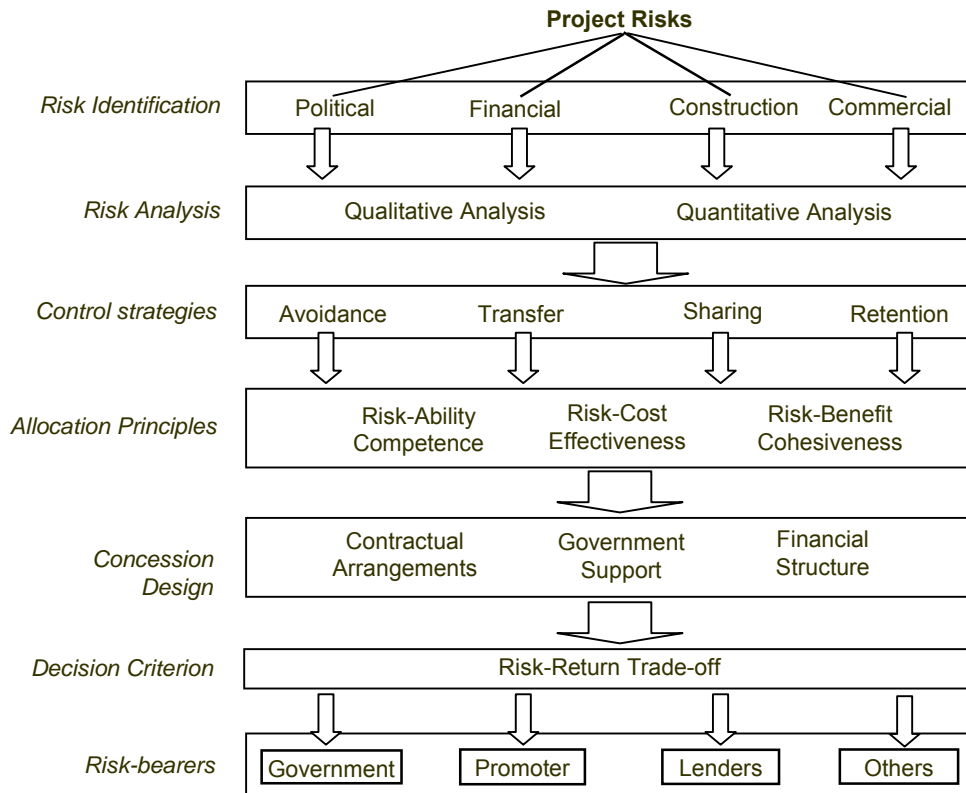 Project Risks
Risk Identification
Political Financial Construction Commercial
Risk Analysis
Qualitative Analysis Quantitative Analysis
Control strategies
Avoidance Transfer Sharing Retention
Allocation Principles
Risk-Ability
Competence
Risk-Cost
Effectiveness
Risk-Benefit
Cohesiveness
Concession
Design
Contractual
Arrangements
Government
Support
Financial
Structure
Decision Criterion
Risk-Return Trade-off
Risk-bearers
Government Promoter Lenders Others